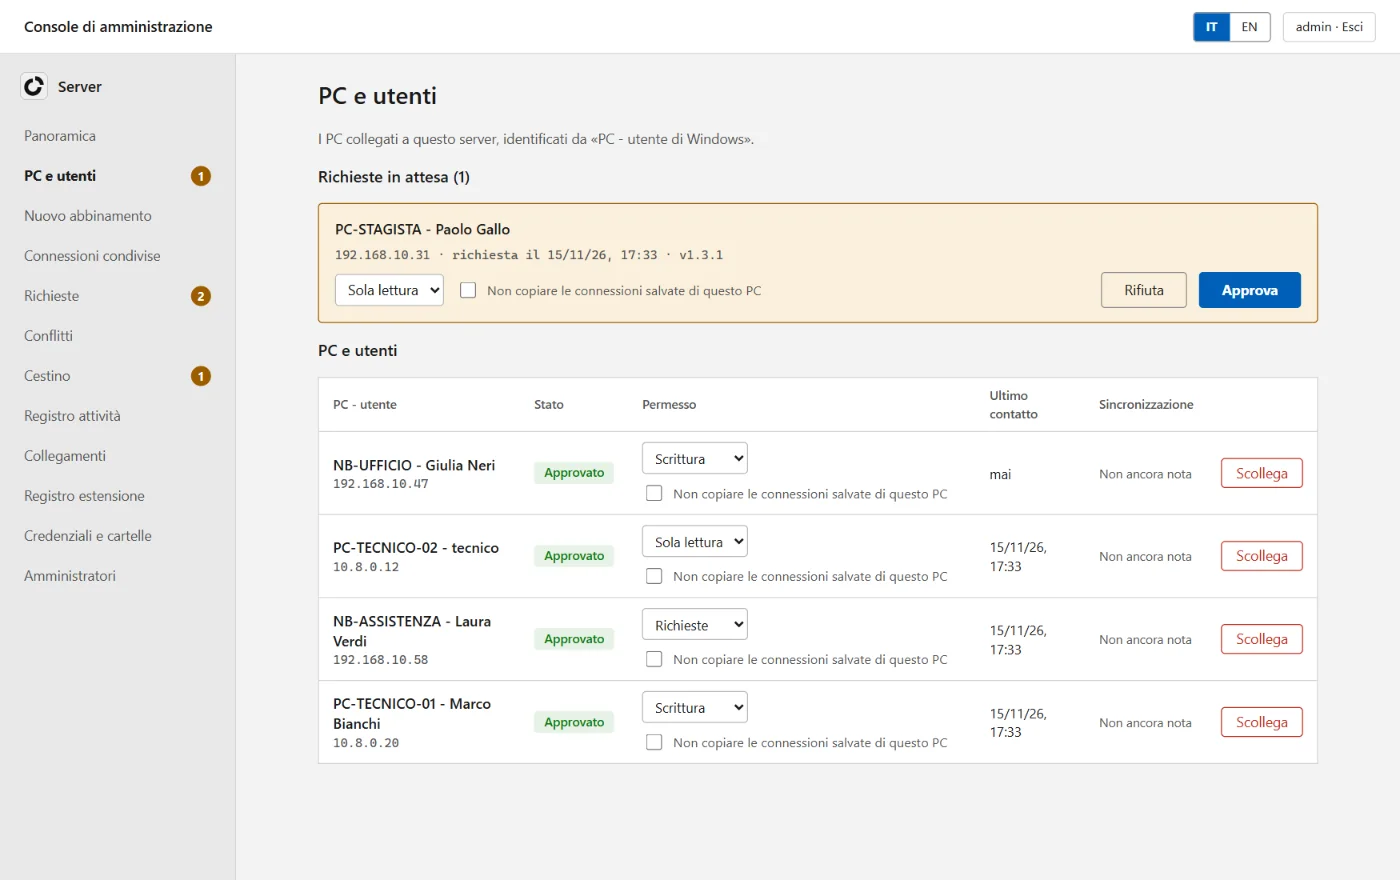 Console di amministrazione
IT
EN
admin · Esci
Server
Panoramica
PC e utenti
1
Nuovo abbinamento
Connessioni condivise
Richieste
2
Conflitti
Cestino
1
Registro attività
Collegamenti
Registro estensione
Credenziali e cartelle
Amministratori
PC e utenti
I PC collegati a questo server, identificati da «PC - utente di Windows».
Richieste in attesa (1)
PC-STAGISTA - Paolo Gallo
192.168.10.31 · richiesta il 15/11/26, 17:33 · v1.3.1
Sola lettura
Non copiare le connessioni salvate di questo PC
Rifiuta
Approva
PC e utenti
PC - utente
Stato
Permesso
Ultimo
contatto
Sincronizzazione
NB-UFFICIO - Giulia Neri
192.168.10.47
Approvato
Scrittura
Non copiare le connessioni salvate di questo PC
mai
Non ancora nota
Scollega
PC-TECNICO-02 - tecnico
10.8.0.12
Approvato
Sola lettura
Non copiare le connessioni salvate di questo PC
15/11/26,
17:33
Non ancora nota
Scollega
NB-ASSISTENZA - Laura
Verdi
192.168.10.58
Approvato
Richieste
Non copiare le connessioni salvate di questo PC
15/11/26,
17:33
Non ancora nota
Scollega
PC-TECNICO-01 - Marco
Bianchi
10.8.0.20
Approvato
Scrittura
Non copiare le connessioni salvate di questo PC
15/11/26,
17:33
Non ancora nota
Scollega